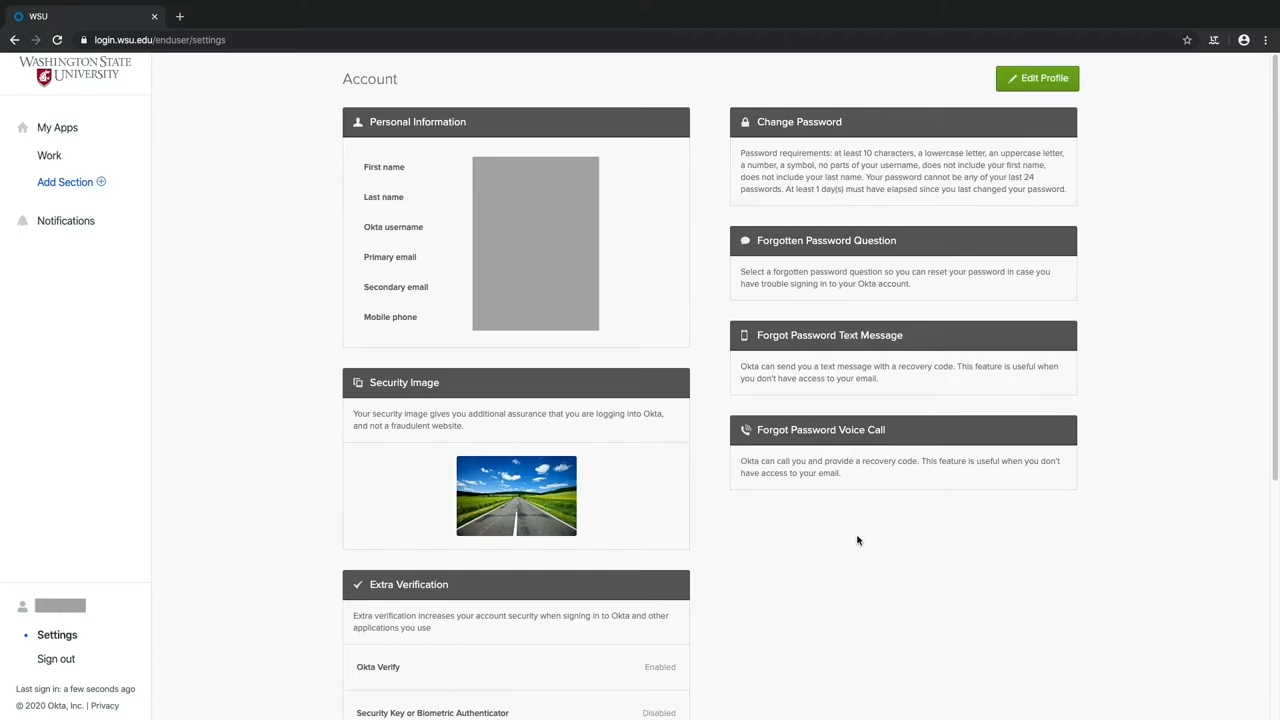 WSU
login.wsu.edu/enduser/settings
WASHINGTON STATE
UNIVERSITY
My Apps
Work
Add Section
Notifications
Settings
Sign out
Last sign in: a few seconds ago
© 2020 Okta, Inc. | Privacy
Account
Edit Profile
Personal Information
First name
Last name
Okta username
Primary email
Secondary email
Mobile phone
Security Image
Your security image gives you additional assurance that you are logging into Okta,
and not a fraudulent website.
Extra Verification
Extra verification increases your account security when signing in to Okta and other
applications you use
Okta Verify Enabled
Security Key or Biometric Authenticator Disabled
Change Password
Password requirements: at least 10 characters, a lowercase letter, an uppercase letter,
a number, a symbol, no parts of your username, does not include your first name,
does not include your last name. Your password cannot be any of your last 24
passwords. At least 1 day(s) must have elapsed since you last changed your password.
Forgotten Password Question
Select a forgotten password question so you can reset your password in case you
have trouble signing in to your Okta account.
Forgot Password Text Message
Okta can send you a text message with a recovery code. This feature is useful when
you don't have access to your email.
Forgot Password Voice Call
Okta can call you and provide a recovery code. This feature is useful when you don't
have access to your email.